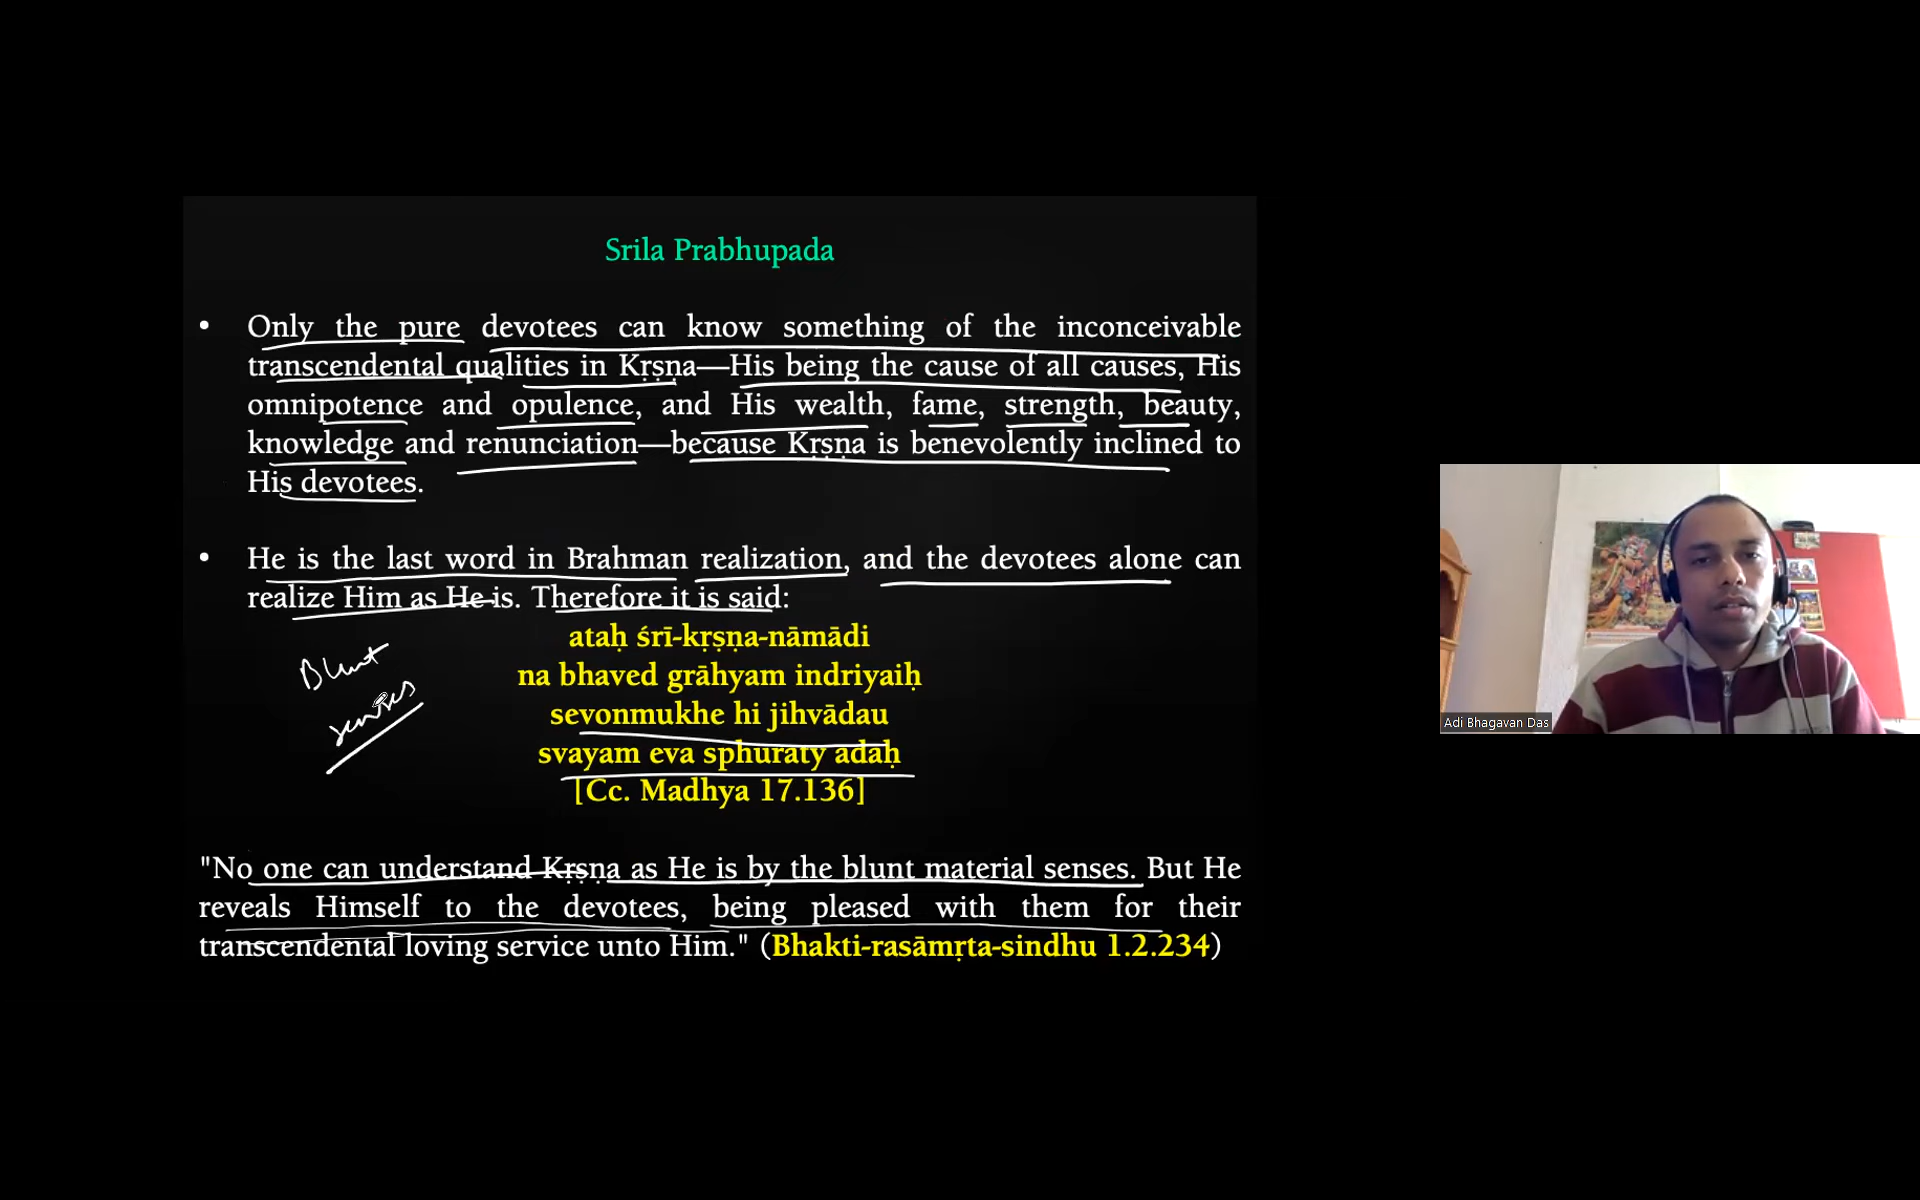 Srila Prabhupada
• Only the pure devotees can know something of the inconceivable
transcendental qualities in Kṛṣṇa—His being the cause of all causes, His
omnipotence and opulence, and His wealth, fame, strength, beauty,
knowledge and renunciation—because Kṛṣṇa is benevolently inclined to
His devotees.
• He is the last word in Brahman realization, and the devotees alone can
realize Him as He is. Therefore it is said:
ataḥ śrī-kṛṣṇa-nāmādi
na bhaved grāhyam indriyaiḥ
sevonmukhe hi jihvādau
svayam eva sphuraty adaḥ
[Cc. Madhya 17.136]
Blunt
senses
"No one can understand Kṛṣṇa as He is by the blunt material senses. But He
reveals Himself to the devotees, being pleased with them for their
transcendental loving service unto Him." (Bhakti-rasāmṛta-sindhu 1.2.234)
Adi Bhagavan Das